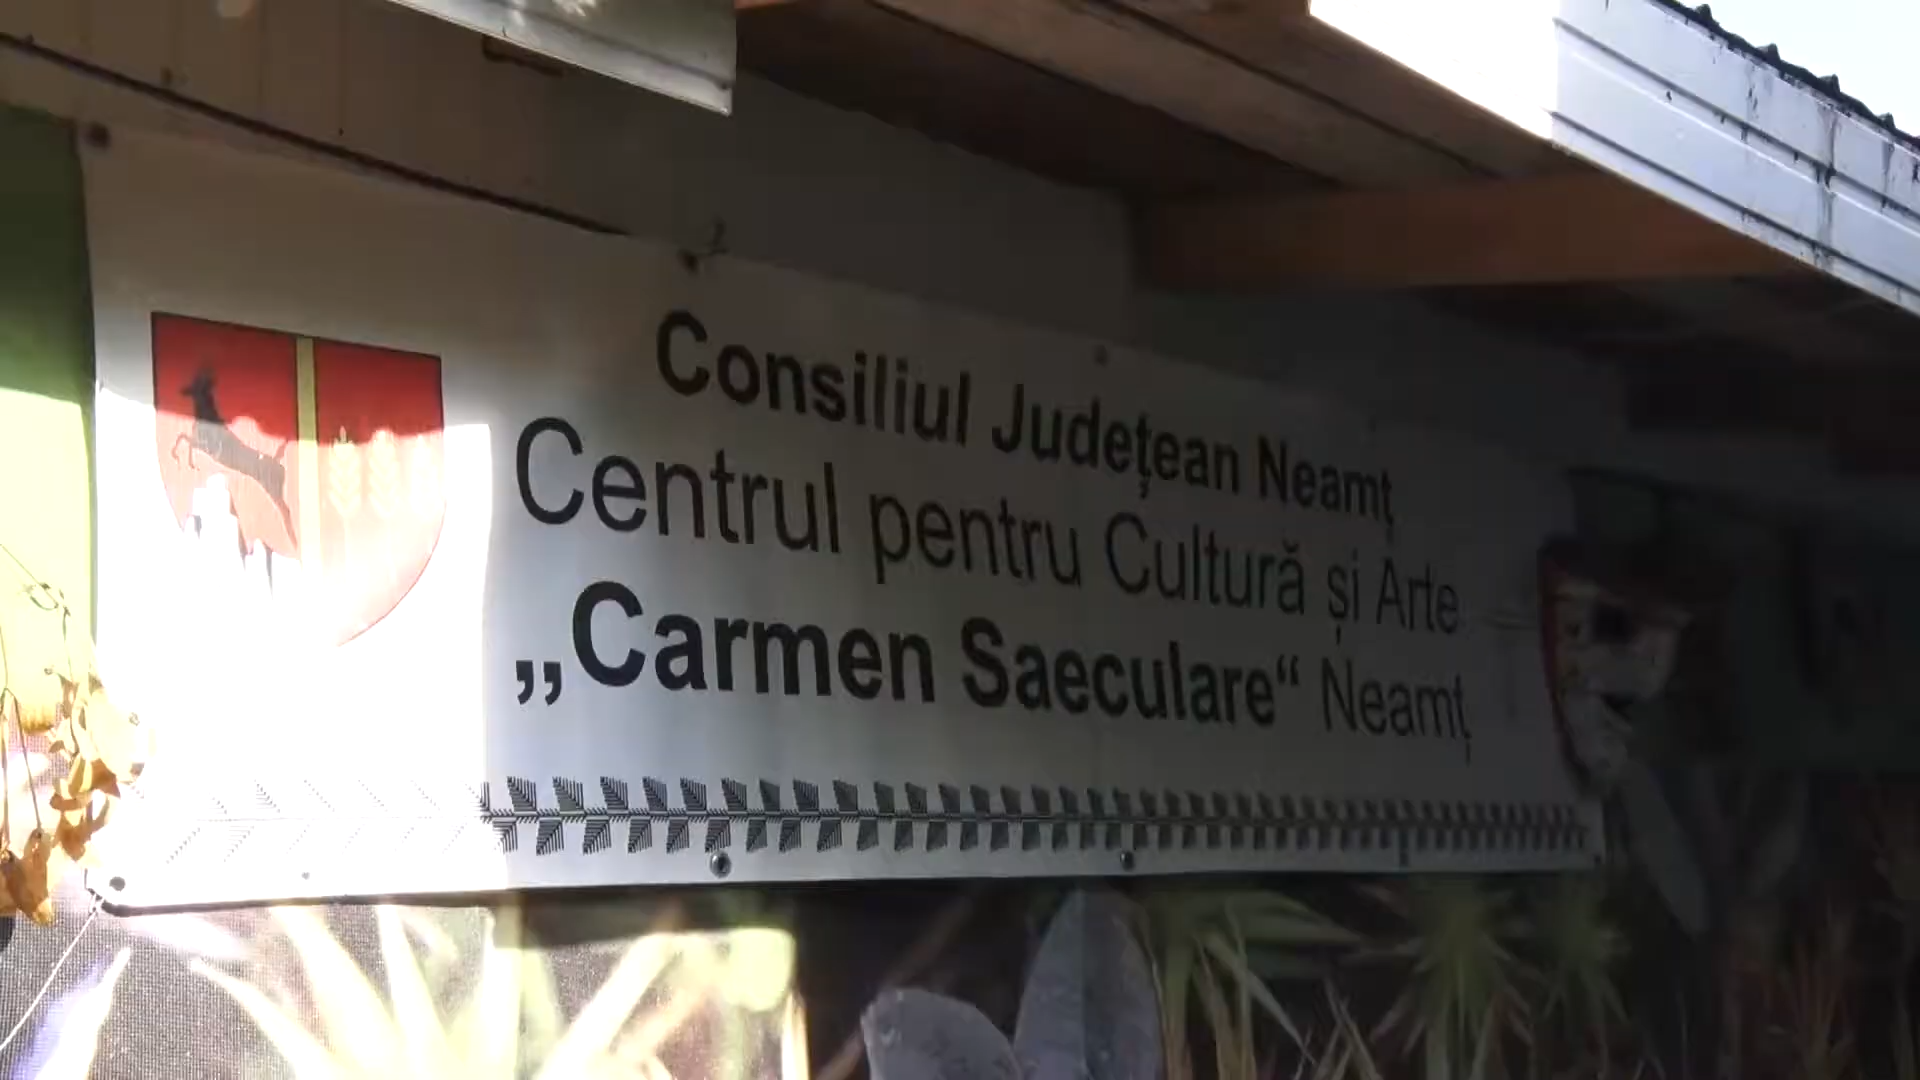 Consiliul Județean Neamț
Centrul pentru Cultură și Arte
„Carmen Saeculare“ Neamț